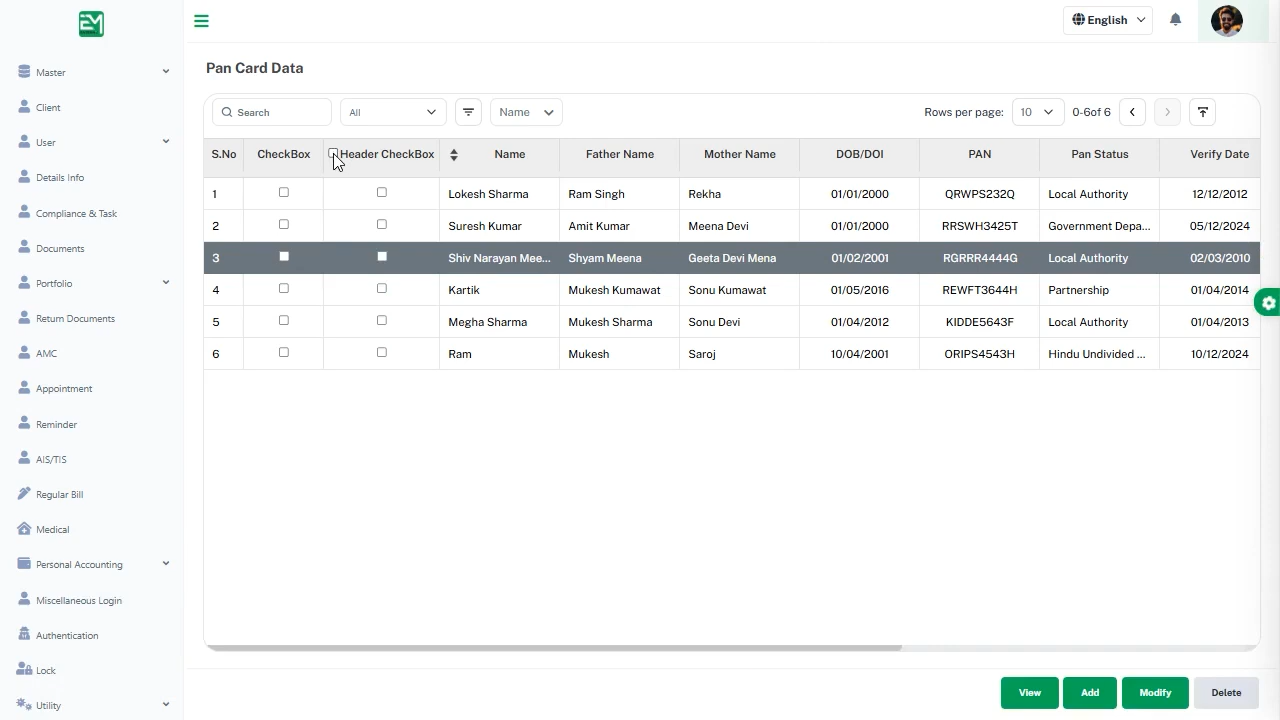 EM
English
Master
Client
User
Details Info
Compliance & Task
Documents
Portfolio
Return Documents
AMC
Appointment
Reminder
AIS/TIS
Regular Bill
Medical
Personal Accounting
Miscellaneous Login
Authentication
Lock
Utility
Pan Card Data
Search All Name Rows per page: 10 0-6of 6
S.No CheckBox Header CheckBox Name Father Name Mother Name DOB/DOI PAN Pan Status Verify Date
1 Lokesh Sharma Ram Singh Rekha 01/01/2000 QRWPS232Q Local Authority 12/12/2012
2 Suresh Kumar Amit Kumar Meena Devi 01/01/2000 RRSWH3425T Government Depa... 05/12/2024
3 Shiv Narayan Mee... Shyam Meena Geeta Devi Mena 01/02/2001 RGRRR4444G Local Authority 02/03/2010
4 Kartik Mukesh Kumawat Sonu Kumawat 01/05/2016 REWFT3644H Partnership 01/04/2014
5 Megha Sharma Mukesh Sharma Sonu Devi 01/04/2012 KIDDE5643F Local Authority 01/04/2013
6 Ram Mukesh Saroj 10/04/2001 ORIPS4543H Hindu Undivided ... 10/12/2024
View Add Modify Delete